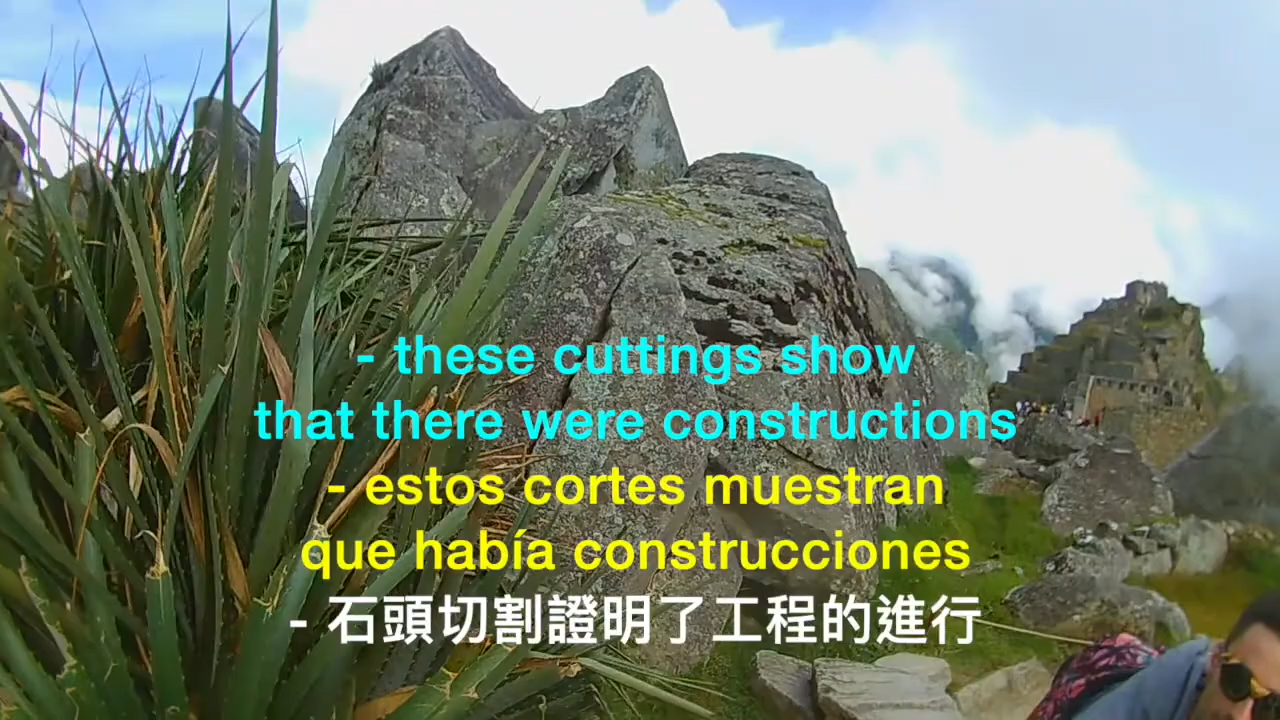 - these cuttings show
that there were constructions
- estos cortes muestran
que había construcciones
- 石頭切割證明了工程的進行